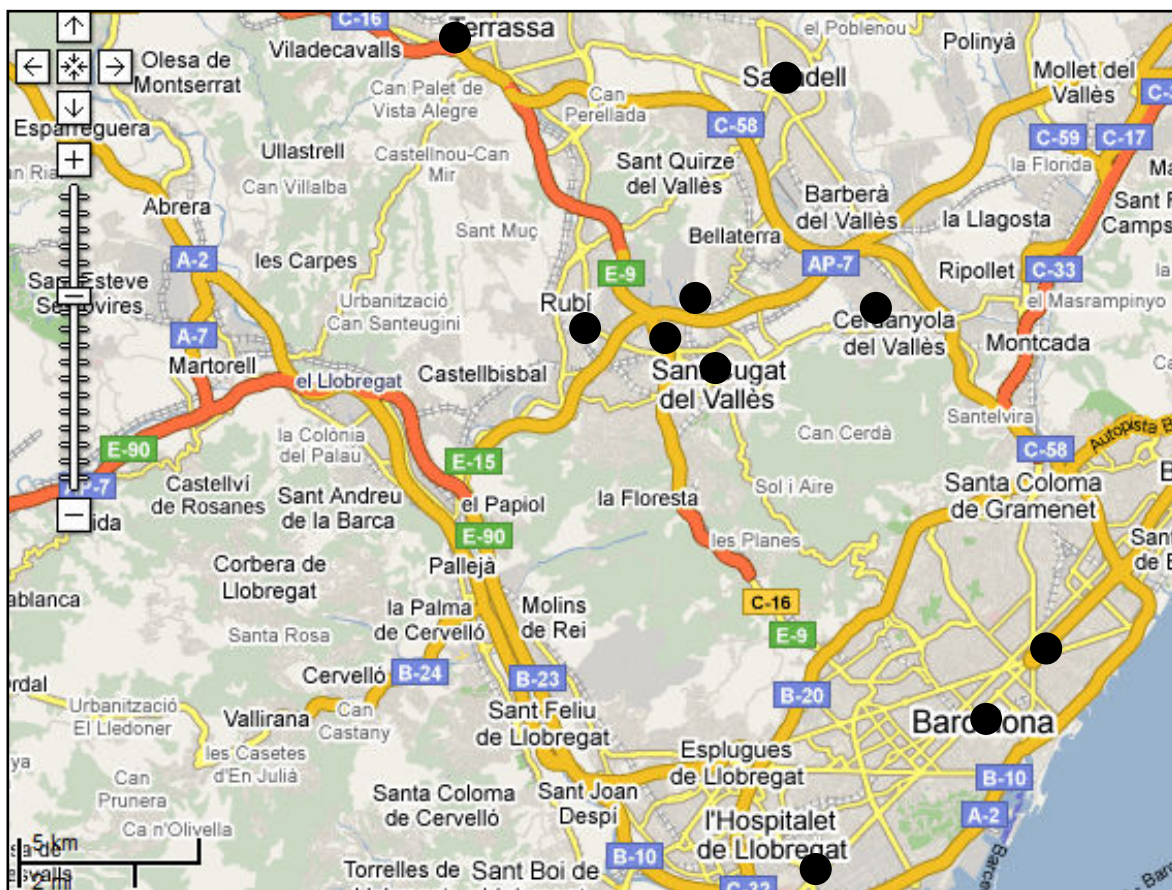 C-16
Terrassa
el Poblenou
Viladecavalls
Polinyà
Olesa de
Montserrat
Mollet del
Vallès
Can Palet de
Vista Alegre
Can
Perellada
Esparreguera
C-58
C-59
C-17
Ullastrell
Castellnou-Can
Mir
Sant Quirze
del Vallès
la Florida
Can Villalba
Barberà
del Vallès
Abrera
la Llagosta
Sant Muç
Bellaterra
A-2
les Carpes
E-9
AP-7
Ripollet
C-33
Urbanització
Can Santeugini
Rubí
el Masrampinyo
A-7
del Vallès
Montcada
Martorell
el Llobregat
Castellbisbal
del Vallès
Santelvira
la Colònia
del Palau
Can Cerdà
E-90
E-15
C-58
Autopista
AP-7
Castellví
de Rosanes
Sant Andreu
de la Barca
el Papiol
la Floresta
Sol i Aire
Santa Coloma
de Gramenet
E-90
les Planes
Pallejà
Corbera de
Llobregat
C-16
la Palma
de Cervelló
Molins
de Rei
E-9
Santa Rosa
Cervelló
B-24
B-23
B-20
Urbanització
El Lledoner
Vallirana
Can
Castany
Sant Feliu
de Llobregat
les Casetes
d'En Julià
Esplugues
de Llobregat
B-10
Can
Prunera
Santa Coloma
de Cervelló
Sant Joan
Despí
A-2
Ca n'Olivella
l'Hospitalet
de Llobregat
5 km
2 mi
B-10
Torrelles de
Sant Boi de
C-32